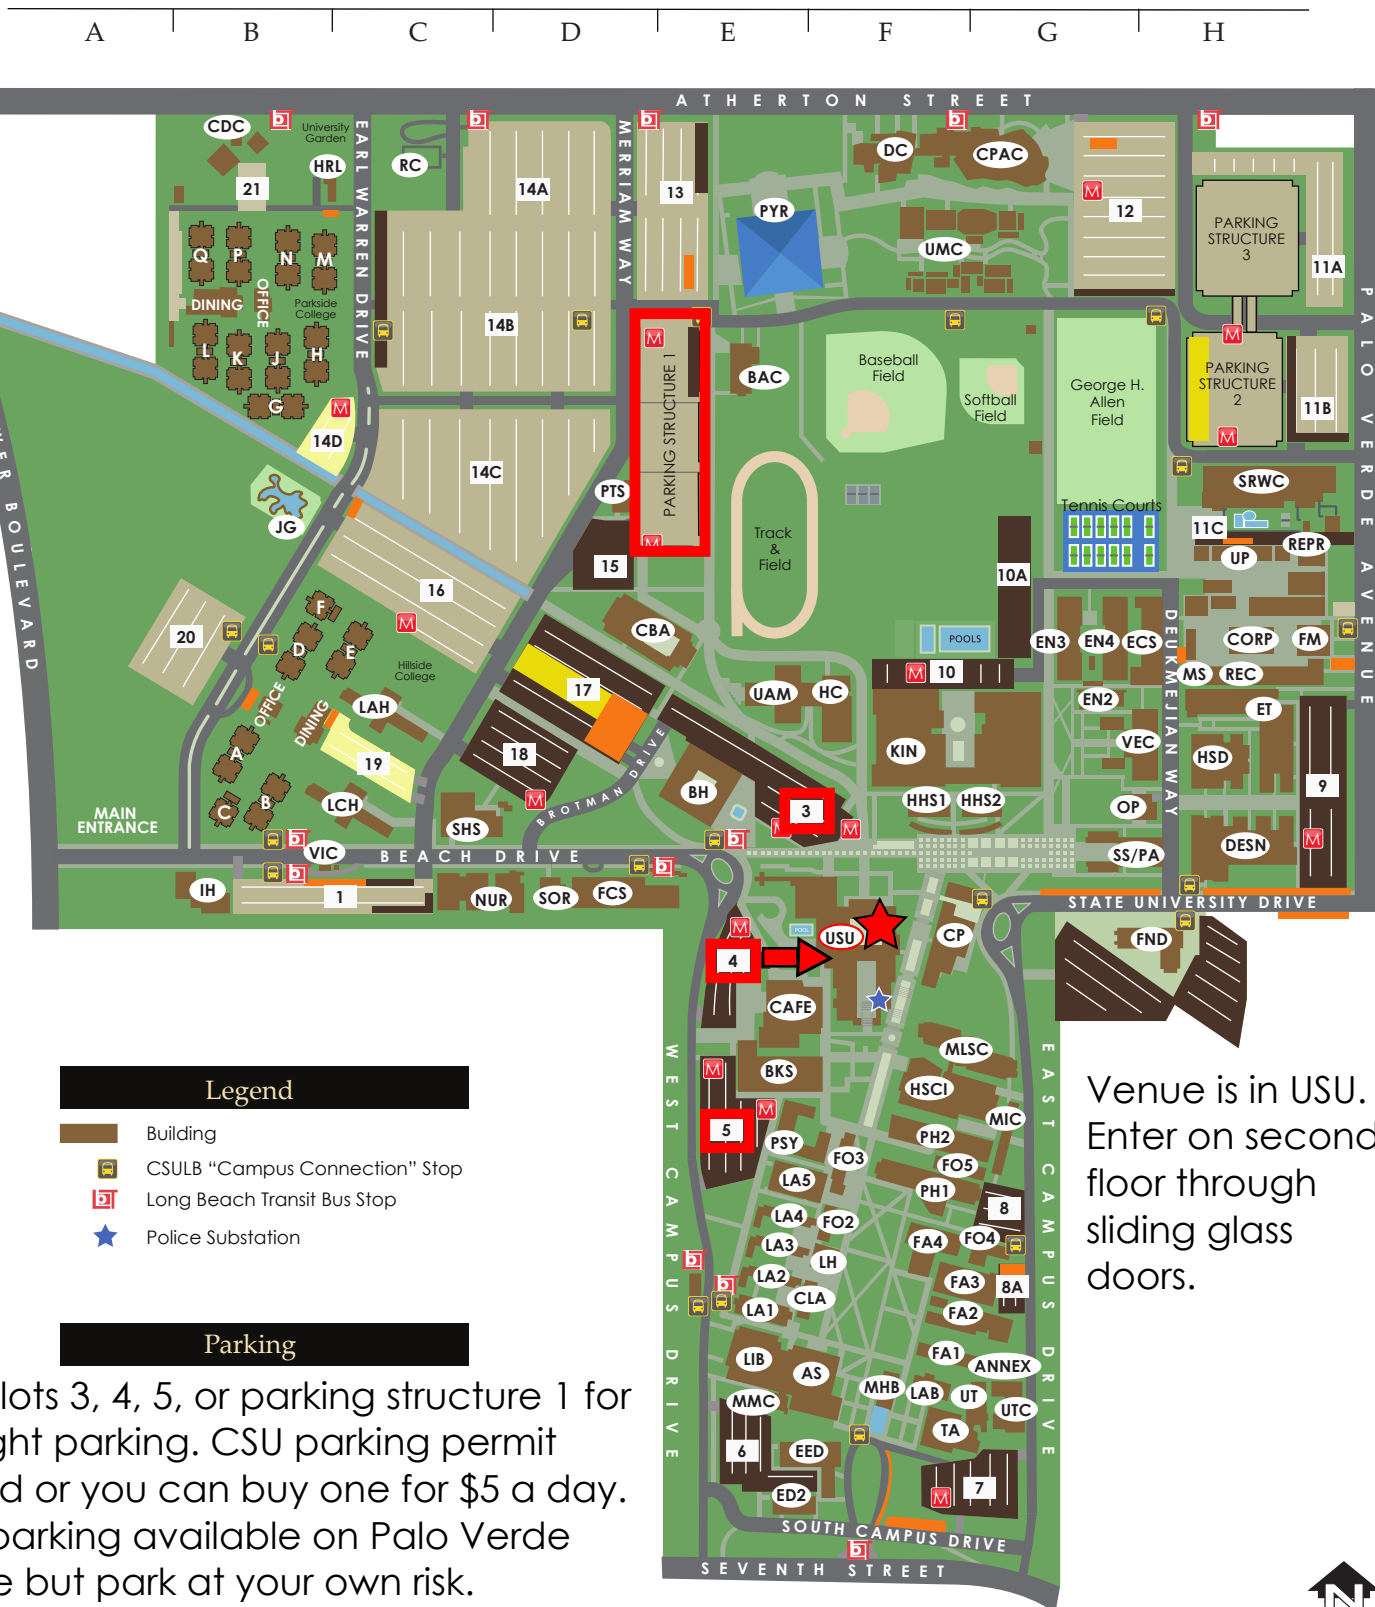 A B C D E F G H
ATHERTON STREET
CDC
University
Garden
HRL
21
EARL WARREN DRIVE
RC
14A
MERRIAM WAY
13
PYR
DC
CPAC
UMC
12
PARKING
STRUCTURE
3
11A
Q P N M
DINING
OFFICE
Parkside
College
L K J H
G
14B
14D
14C
JG
PARKING STRUCTURE 1
PTS
BAC
Baseball
Field
Softball
Field
George H.
Allen
Field
PARKING
STRUCTURE
2
11B
PALO VERDE AVENUE
SRWC
Tennis Courts
11C
REPR
UP
Track
&
Field
10A
15
16
20
BOULEVARD
F
D
E
Hillside
College
OFFICE
DINING
LAH
A
B
C
19
LCH
CBA
17
18
BROTMAN DRIVE
SHS
UAM
HC
BH
3
POOLS
10
KIN
HHS1
HHS2
EN3
EN4
ECS
EN2
VEC
OP
SS/PA
DEUKMEJIAN WAY
CORP
FM
MS
REC
ET
HSD
9
DESN
MAIN
ENTRANCE
VIC
BEACH DRIVE
IH
1
NUR
SOR
FCS
STATE UNIVERSITY DRIVE
FND
POOL
USU
CP
4
CAFE
BKS
MLSC
HSCI
MIC
5
PSY
PH2
FO3
FO5
LA5
PH1
8
LA4
FO2
LA3
FA4
FO4
LH
LA2
FA3
8A
CLA
LA1
FA2
WEST CAMPUS DRIVE
EAST CAMPUS DRIVE
LIB
AS
FA1
ANNEX
MHB
LAB
UT
UTC
MMC
TA
6
EED
7
ED2
SOUTH CAMPUS DRIVE
SEVENTH STREET
Venue is in USU.
Enter on second
floor through
sliding glass
doors.
Legend
Building
CSULB “Campus Connection” Stop
Long Beach Transit Bus Stop
Police Substation
Parking
lots 3, 4, 5, or parking structure 1 for
parking. CSU parking permit
or you can buy one for $5 a day.
parking available on Palo Verde
but park at your own risk.
N